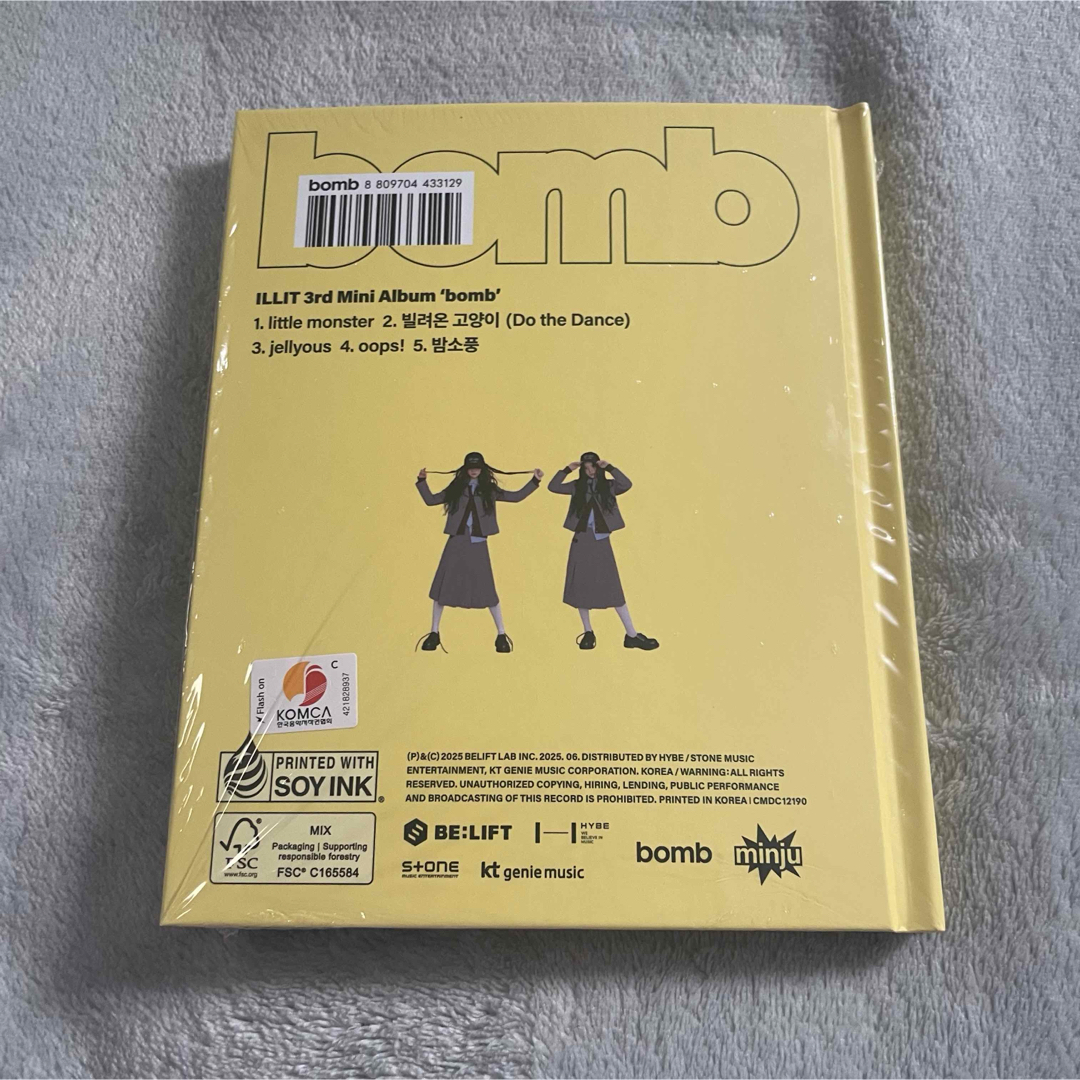 bomb
bomb 8 809704 433129
ILLIT 3rd Mini Album ‘bomb’
1. little monster 2. 빌려온 고양이 (Do the Dance)
3. jellyous 4. oops! 5. 밤소풍
Flash on
C
KOMCA
한국음악저작권협회
421828937
PRINTED WITH
SOY INK
®
FSC
www.fsc.org
MIX
Packaging | Supporting
responsible forestry
FSC® C165584
(P)&(C) 2025 BELIFT LAB INC. 2025. 06. DISTRIBUTED BY HYBE / STONE MUSIC
ENTERTAINMENT, KT GENIE MUSIC CORPORATION. KOREA / WARNING: ALL RIGHTS
RESERVED. UNAUTHORIZED COPYING, HIRING, LENDING, PUBLIC PERFORMANCE
AND BROADCASTING OF THIS RECORD IS PROHIBITED. PRINTED IN KOREA | CMDC12190
BE:LIFT
HYBE
WE
BELIEVE IN
MUSIC
STONE
MUSIC ENTERTAINMENT
kt genie music
bomb
minju